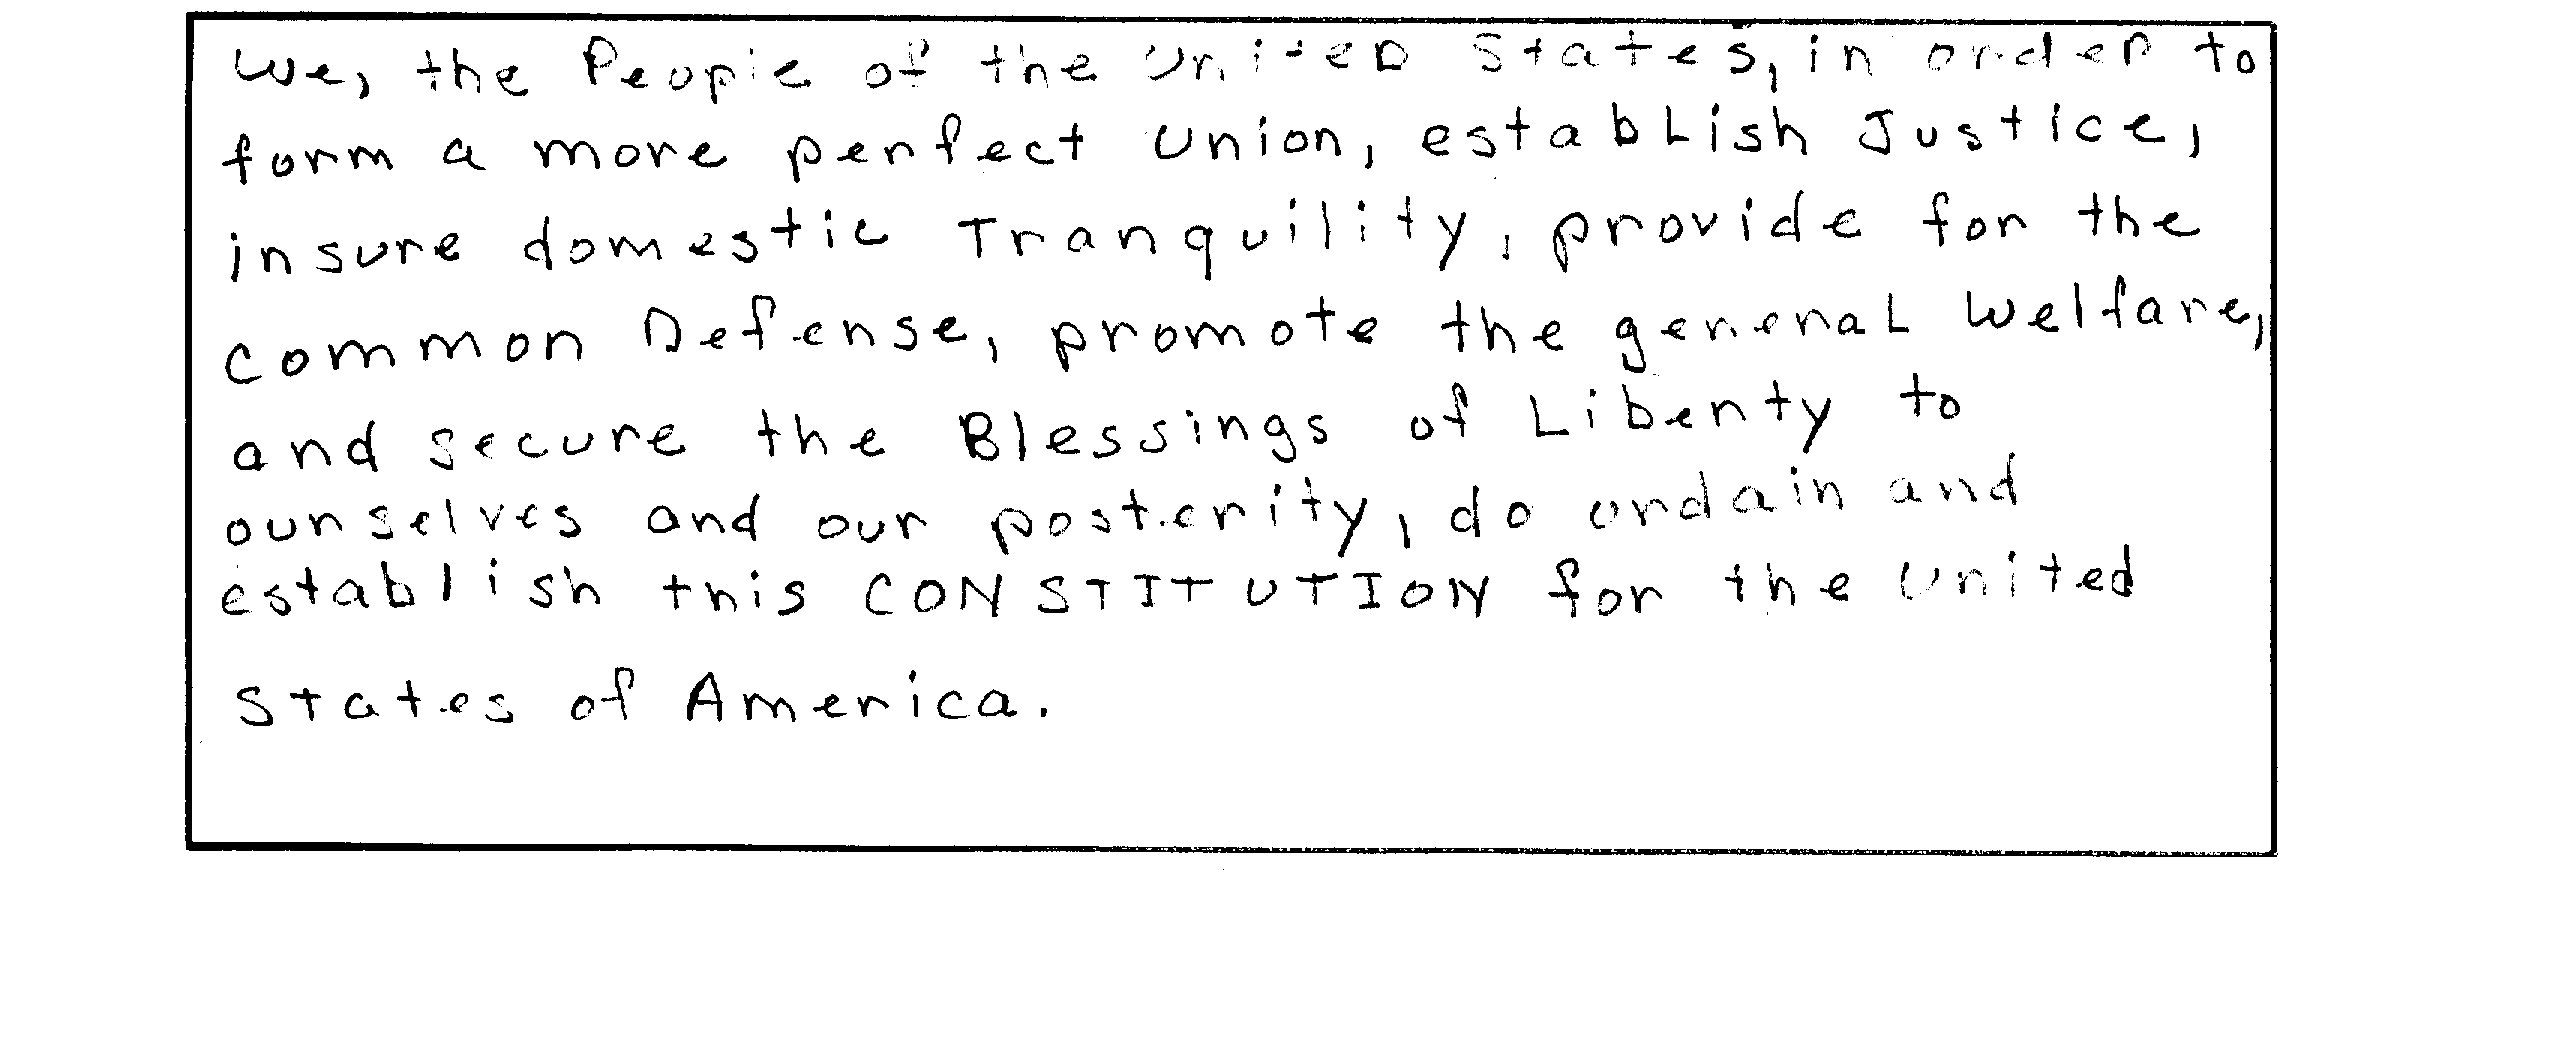 We, the People of the United States, in order to
form a more perfect Union, establish Justice,
insure domestic Tranquility, provide for the
common Defense, promote the general Welfare,
and secure the Blessings of Liberty to
ourselves and our posterity, do ordain and
establish this CONSTITUTION for the United
States of America.